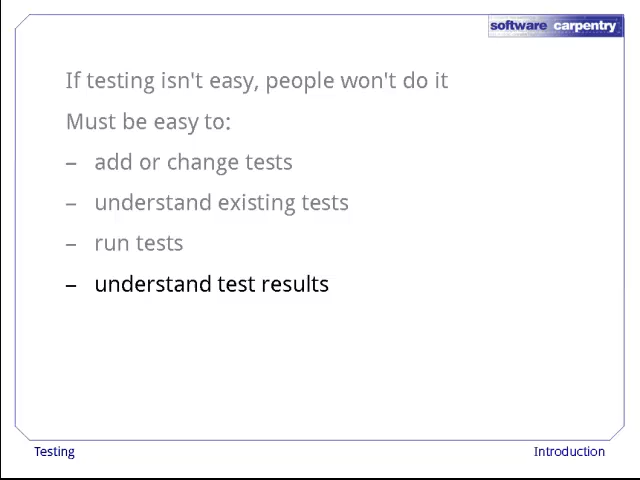 software carpentry
If testing isn't easy, people won't do it
Must be easy to:
– add or change tests
– understand existing tests
– run tests
– understand test results
Testing
Introduction